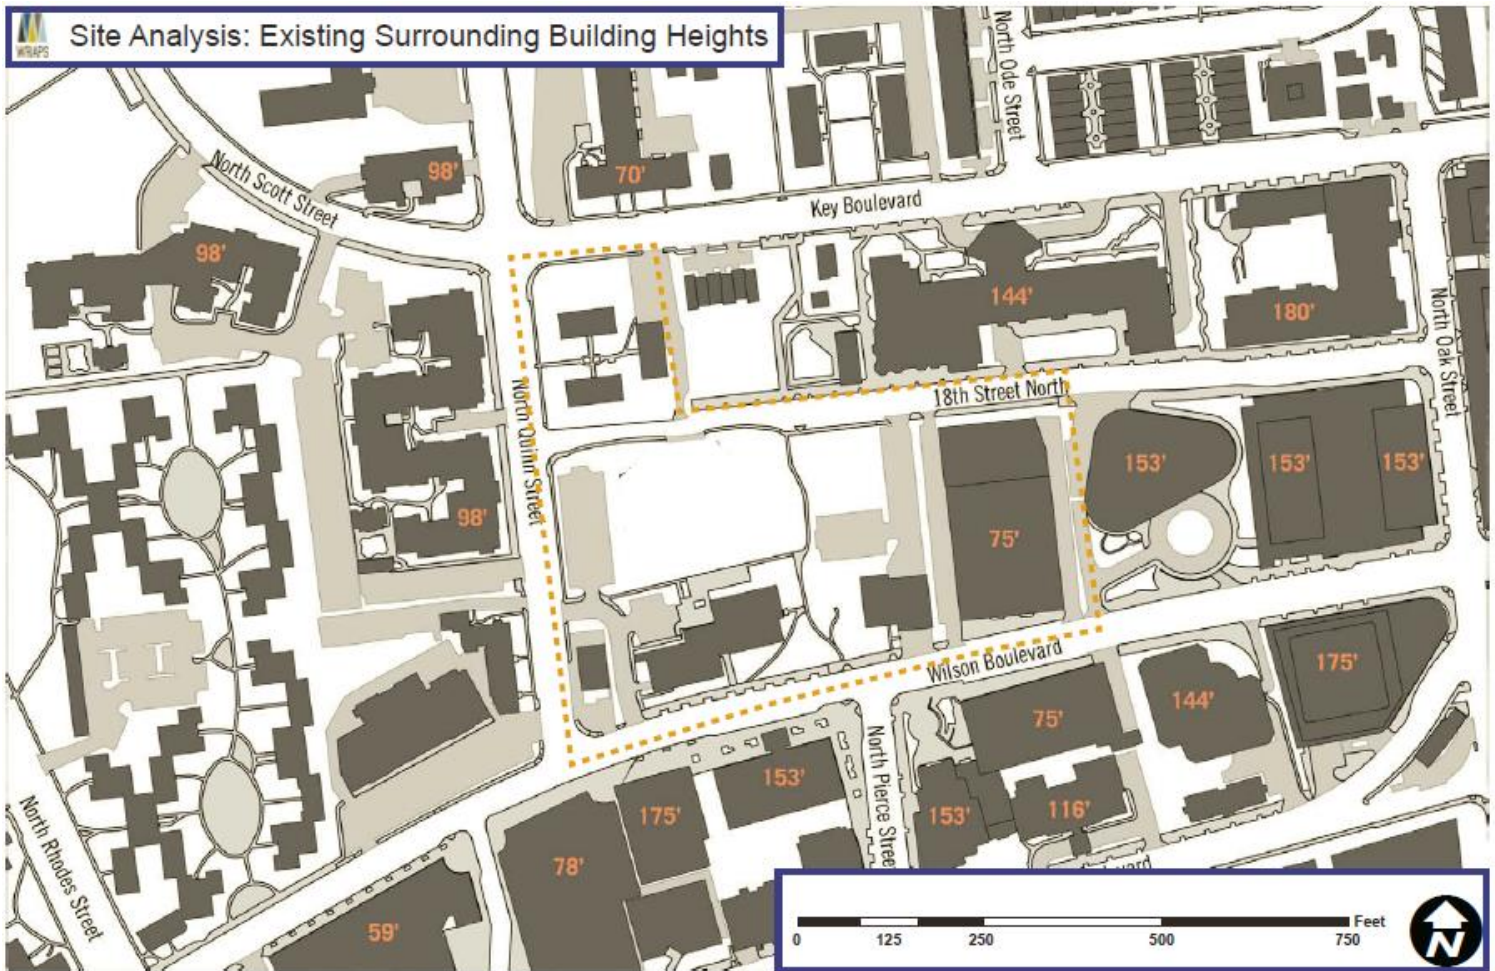 WRAPS
Site Analysis: Existing Surrounding Building Heights
North Ode Street
North Scott Street
98'
70'
Key Boulevard
98'
144'
180'
North Oak Street
North Quinn Street
18th Street North
153'
153'
153'
98'
75'
Wilson Boulevard
175'
144'
75'
North Pierce Stree
153'
175'
153'
116'
78'
North Rhodes Street
59'
Feet
0 125 250 500 750
N